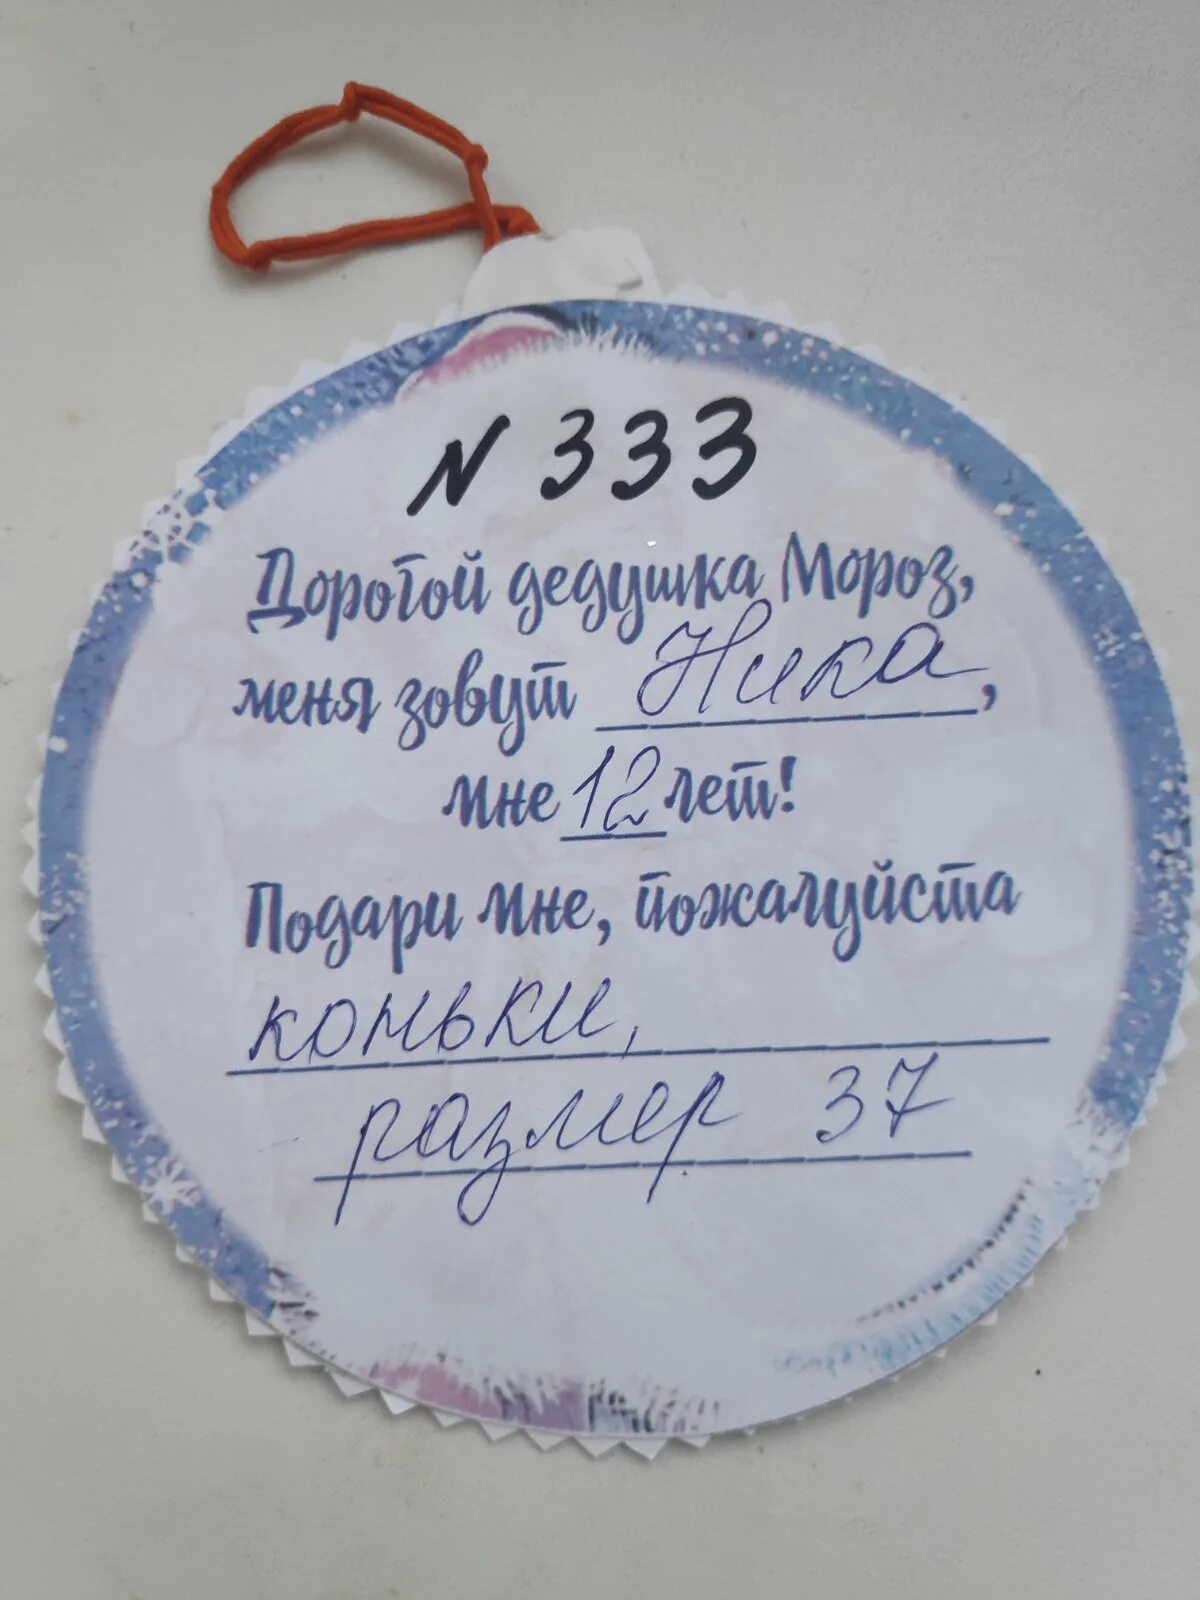 N 333
Дорогой дедушка Мороз,
меня зовут Ника,
мне 12 лет!
Подари мне, пожалуйста
коньки,
размер 37